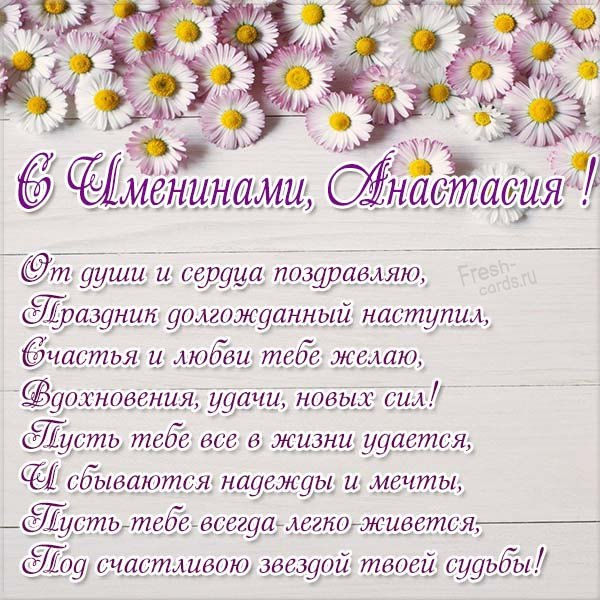 С Именинами, Анастасия !
Fresh-
cards.ru
От души и сердца поздравляю,
Праздник долгожданный наступил,
Счастья и любви тебе желаю,
Вдохновения, удачи, новых сил!
Пусть тебе все в жизни удается,
И сбываются надежды и мечты,
Пусть тебе всегда легко живется,
Под счастливою звездой твоей судьбы!